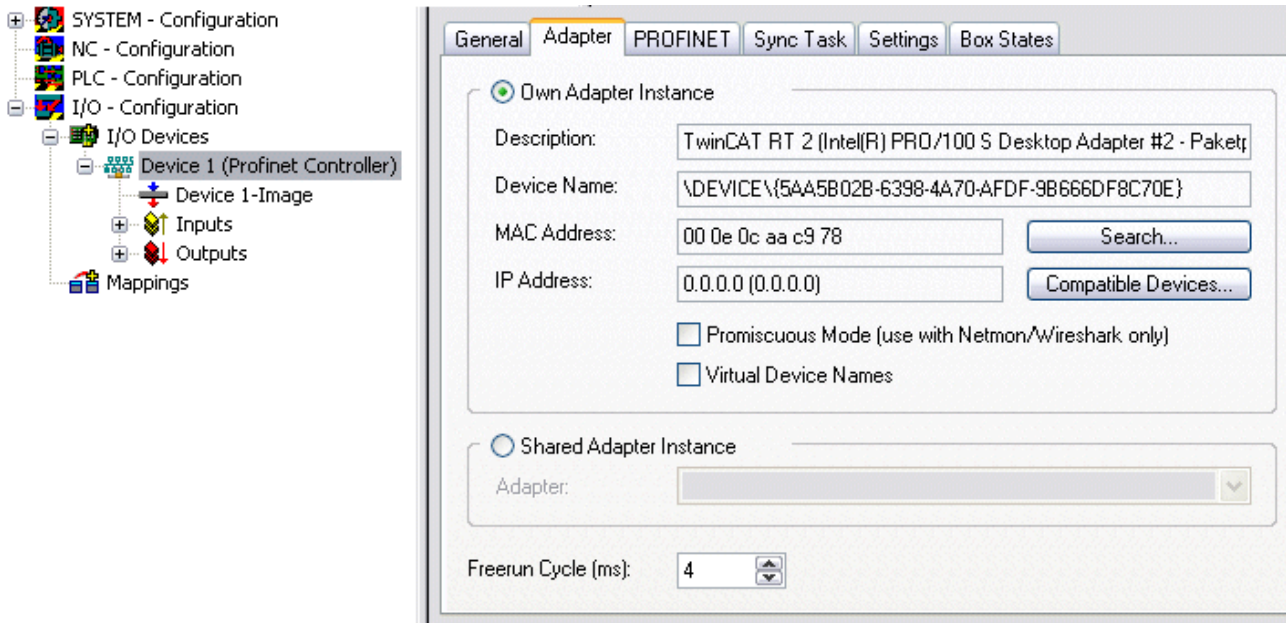 SYSTEM - Configuration
NC - Configuration
PLC - Configuration
I/O - Configuration
I/O Devices
Device 1 (Profinet Controller)
Device 1-Image
Inputs
Outputs
Mappings
General Adapter PROFINET Sync Task Settings Box States
Own Adapter Instance
Description: TwinCAT RT 2 (Intel(R) PRO/100 S Desktop Adapter #2 - Paketp
Device Name: \DEVICE\{5AA5B02B-6398-4A70-AFDF-9B666DF8C70E}
MAC Address: 00 0e 0c aa c9 78 Search...
IP Address: 0.0.0.0 (0.0.0.0) Compatible Devices...
Promiscuous Mode (use with Netmon/Wireshark only)
Virtual Device Names
Shared Adapter Instance
Adapter:
Freerun Cycle (ms): 4